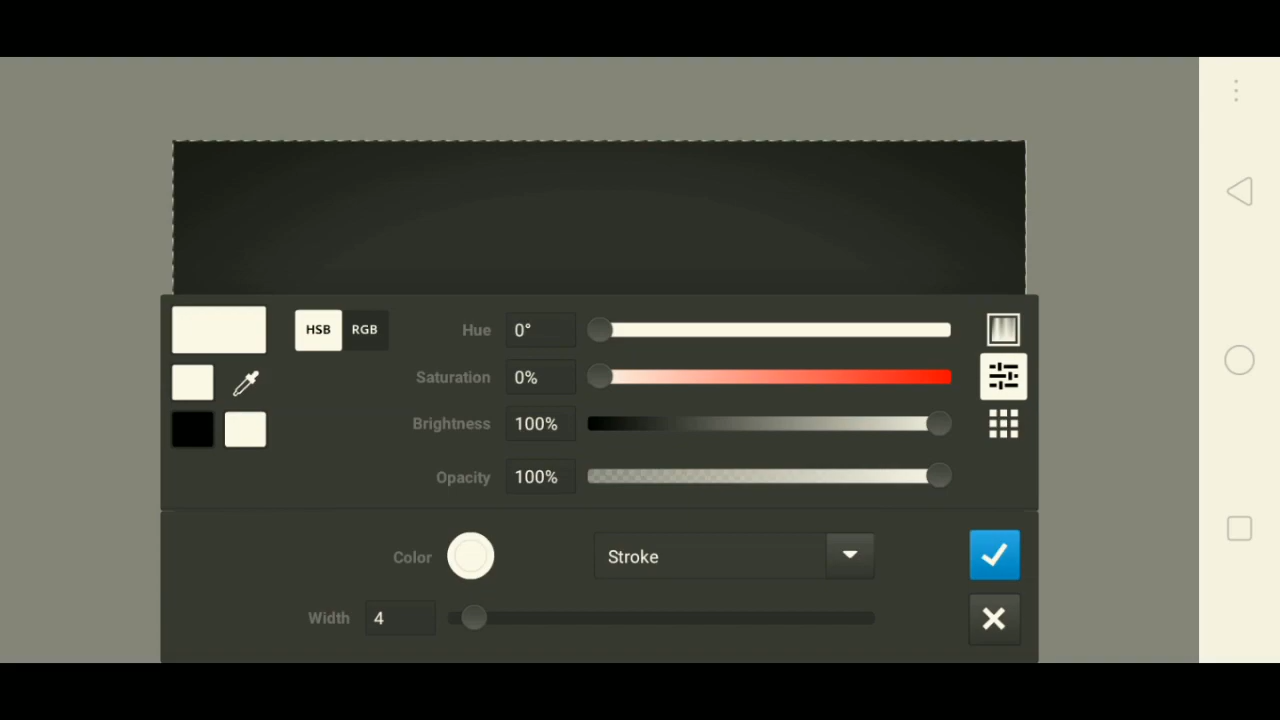 HSB RGB Hue 0°
Saturation 0%
Brightness 100%
Opacity 100%
Color Stroke
Width 4